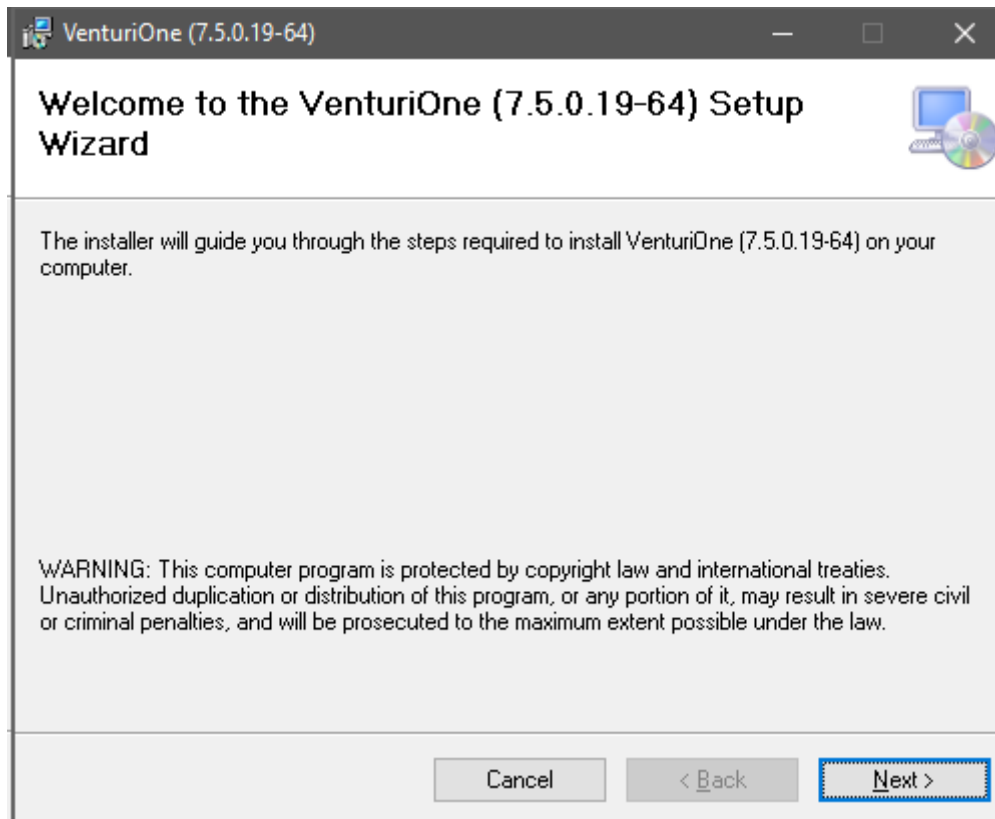 VenturiOne (7.5.0.19-64)
Welcome to the VenturiOne (7.5.0.19-64) Setup
Wizard
The installer will guide you through the steps required to install VenturiOne (7.5.0.19-64) on your
computer.
WARNING: This computer program is protected by copyright law and international treaties.
Unauthorized duplication or distribution of this program, or any portion of it, may result in severe civil
or criminal penalties, and will be prosecuted to the maximum extent possible under the law.
Cancel < Back Next >